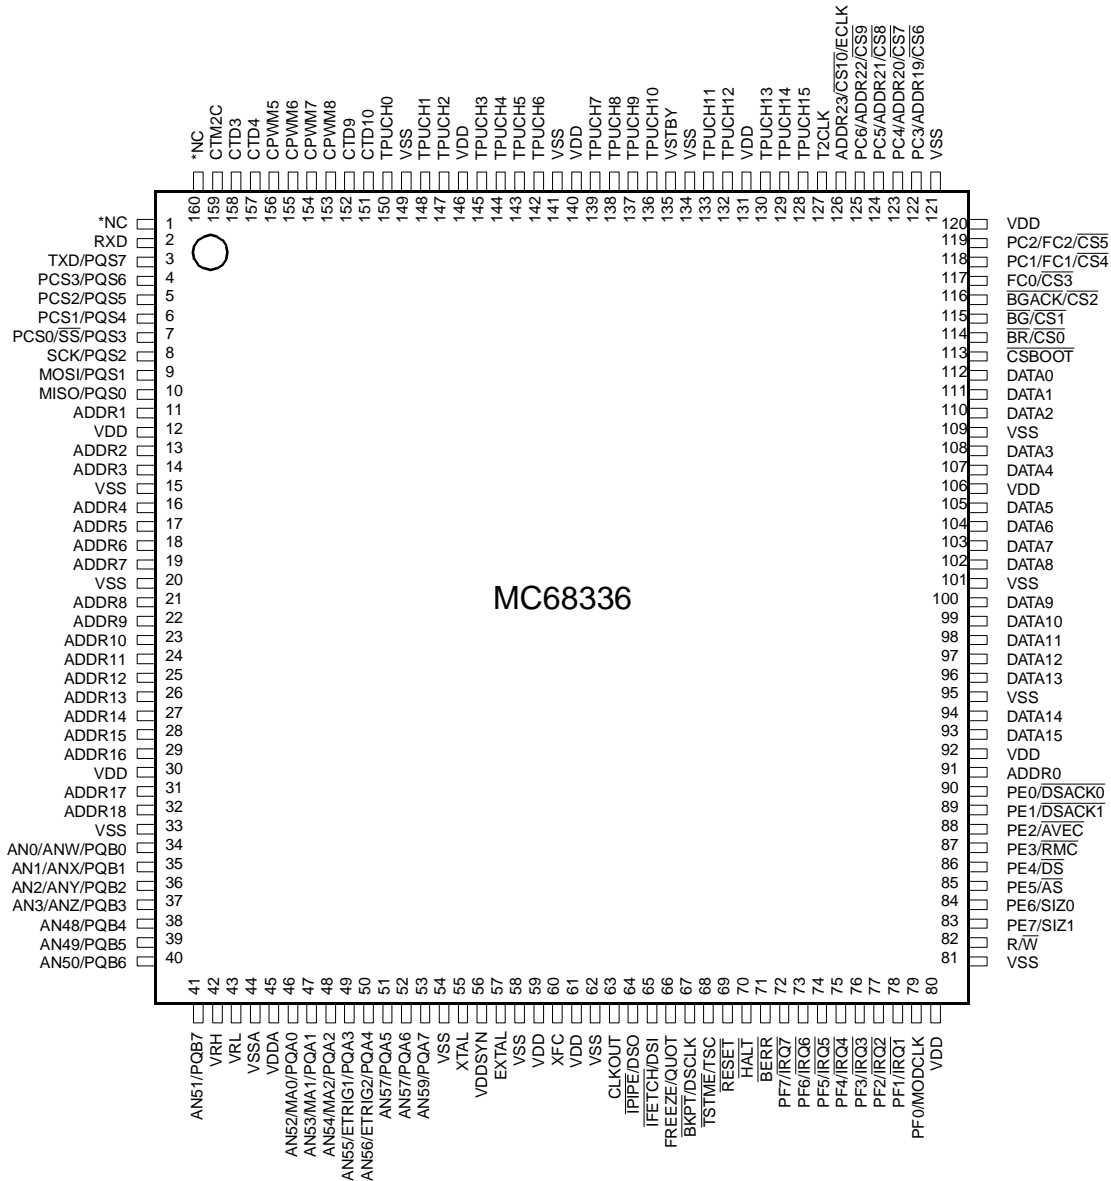 *NC
CTM2C
CTD3
CTD4
CPWM5
CPWM6
CPWM7
CPWM8
CTD9
CTD10
TPUCH0
VSS
TPUCH1
TPUCH2
VDD
TPUCH3
TPUCH4
TPUCH5
TPUCH6
VSS
VDD
TPUCH7
TPUCH8
TPUCH9
TPUCH10
VSTBY
VSS
TPUCH11
TPUCH12
VDD
TPUCH13
TPUCH14
TPUCH15
T2CLK
ADDR23/CS10/ECLK
PC6/ADDR22/CS9
PC5/ADDR21/CS8
PC4/ADDR20/CS7
PC3/ADDR19/CS6
VSS
160
159
158
157
156
155
154
153
152
151
150
149
148
147
146
145
144
143
142
141
140
139
138
137
136
135
134
133
132
131
130
129
128
127
126
125
124
123
122
121
*NC 1
RXD 2
TXD/PQS7 3
PCS3/PQS6 4
PCS2/PQS5 5
PCS1/PQS4 6
PCS0/SS/PQS3 7
SCK/PQS2 8
MOSI/PQS1 9
MISO/PQS0 10
ADDR1 11
VDD 12
ADDR2 13
ADDR3 14
VSS 15
ADDR4 16
ADDR5 17
ADDR6 18
ADDR7 19
VSS 20
ADDR8 21
ADDR9 22
ADDR10 23
ADDR11 24
ADDR12 25
ADDR13 26
ADDR14 27
ADDR15 28
ADDR16 29
VDD 30
ADDR17 31
ADDR18 32
VSS 33
AN0/ANW/PQB0 34
AN1/ANX/PQB1 35
AN2/ANY/PQB2 36
AN3/ANZ/PQB3 37
AN48/PQB4 38
AN49/PQB5 39
AN50/PQB6 40
MC68336
120 VDD
119 PC2/FC2/CS5
118 PC1/FC1/CS4
117 FC0/CS3
116 BGACK/CS2
115 BG/CS1
114 BR/CS0
113 CSBOOT
112 DATA0
111 DATA1
110 DATA2
109 VSS
108 DATA3
107 DATA4
106 VDD
105 DATA5
104 DATA6
103 DATA7
102 DATA8
101 VSS
100 DATA9
99 DATA10
98 DATA11
97 DATA12
96 DATA13
95 VSS
94 DATA14
93 DATA15
92 VDD
91 ADDR0
90 PE0/DSACK0
89 PE1/DSACK1
88 PE2/AVEC
87 PE3/RMC
86 PE4/DS
85 PE5/AS
84 PE6/SIZ0
83 PE7/SIZ1
82 R/W
81 VSS
41
42
43
44
45
46
47
48
49
50
51
52
53
54
55
56
57
58
59
60
61
62
63
64
65
66
67
68
69
70
71
72
73
74
75
76
77
78
79
80
AN51/PQB7
VRH
VRL
VSSA
VDDA
AN52/MA0/PQA0
AN53/MA1/PQA1
AN54/MA2/PQA2
AN55/ETRIG1/PQA3
AN56/ETRIG2/PQA4
AN57/PQA5
AN57/PQA6
AN59/PQA7
VSS
XTAL
VDDSYN
EXTAL
VSS
VDD
XFC
VDD
VSS
CLKOUT
IPIPE/DSO
IFETCH/DSI
FREEZE/QUOT
BKPT/DSCLK
TSTME/TSC
RESET
HALT
BERR
PF7/IRQ7
PF6/IRQ6
PF5/IRQ5
PF4/IRQ4
PF3/IRQ3
PF2/IRQ2
PF1/IRQ1
PF0/MODCLK
VDD